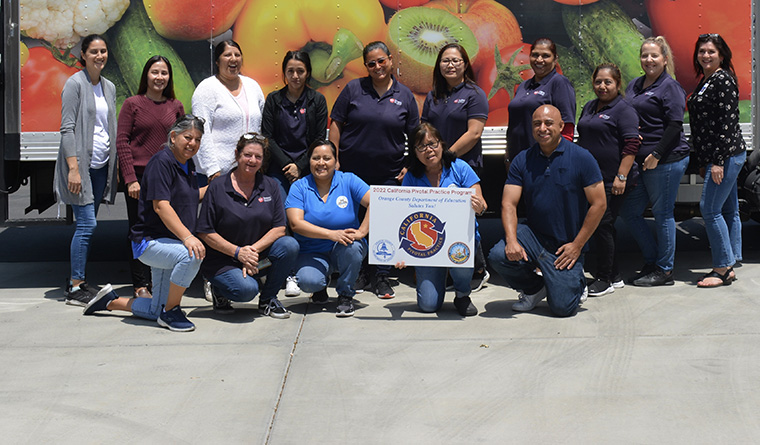 2022 California Pivotal Practice Program
Orange County Department of Education
Salutes You!
CALIFORNIA
PIVOTAL PRACTICE